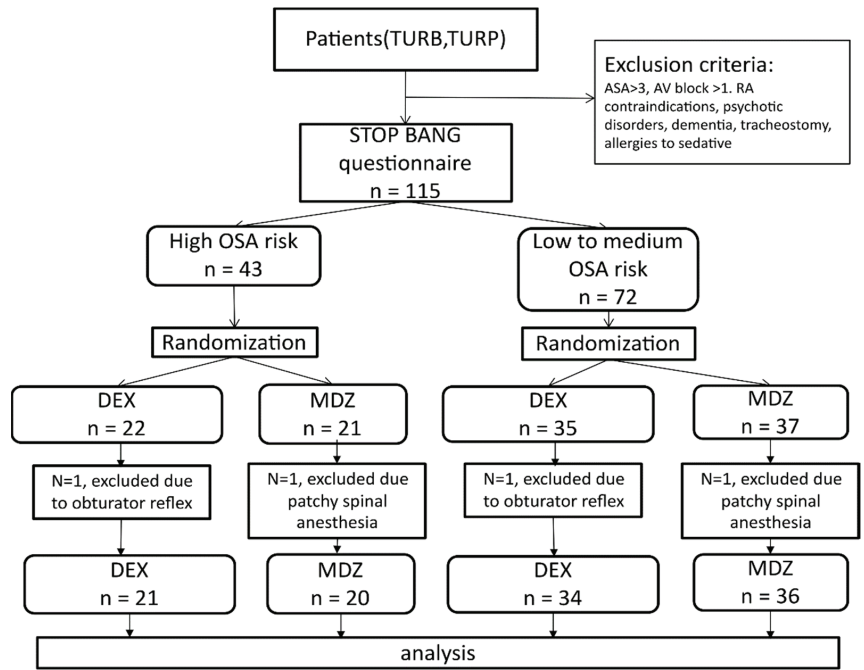 Patients(TURB,TURP)
Exclusion criteria:
ASA>3, AV block >1. RA
contraindications, psychotic
disorders, dementia, tracheostomy,
allergies to sedative
STOP BANG
questionnaire
n = 115
High OSA risk
n = 43
Low to medium
OSA risk
n = 72
Randomization
Randomization
DEX
n = 22
MDZ
n = 21
DEX
n = 35
MDZ
n = 37
N=1, excluded due
to obturator reflex
N=1, excluded due
patchy spinal
anesthesia
N=1, excluded due
to obturator reflex
N=1, excluded due
patchy spinal
anesthesia
DEX
n = 21
MDZ
n = 20
DEX
n = 34
MDZ
n = 36
analysis